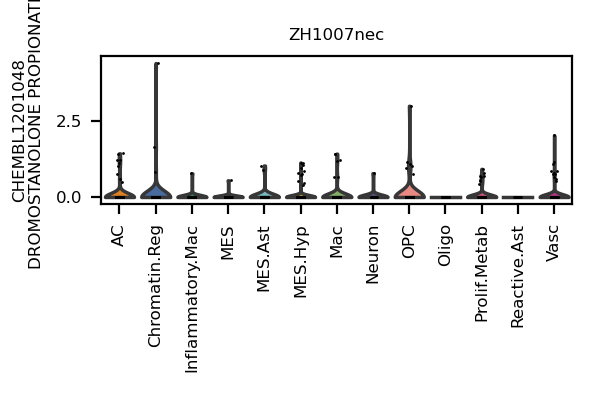 ZH1007nec
CHEMBL1201048
DROMOSTANOLONE PROPIONAT
2.5
0.0
AC
Chromatin.Reg
Inflammatory.Mac
MES
MES.Ast
MES.Hyp
Mac
Neuron
OPC
Oligo
Prolif.Metab
Reactive.Ast
Vasc